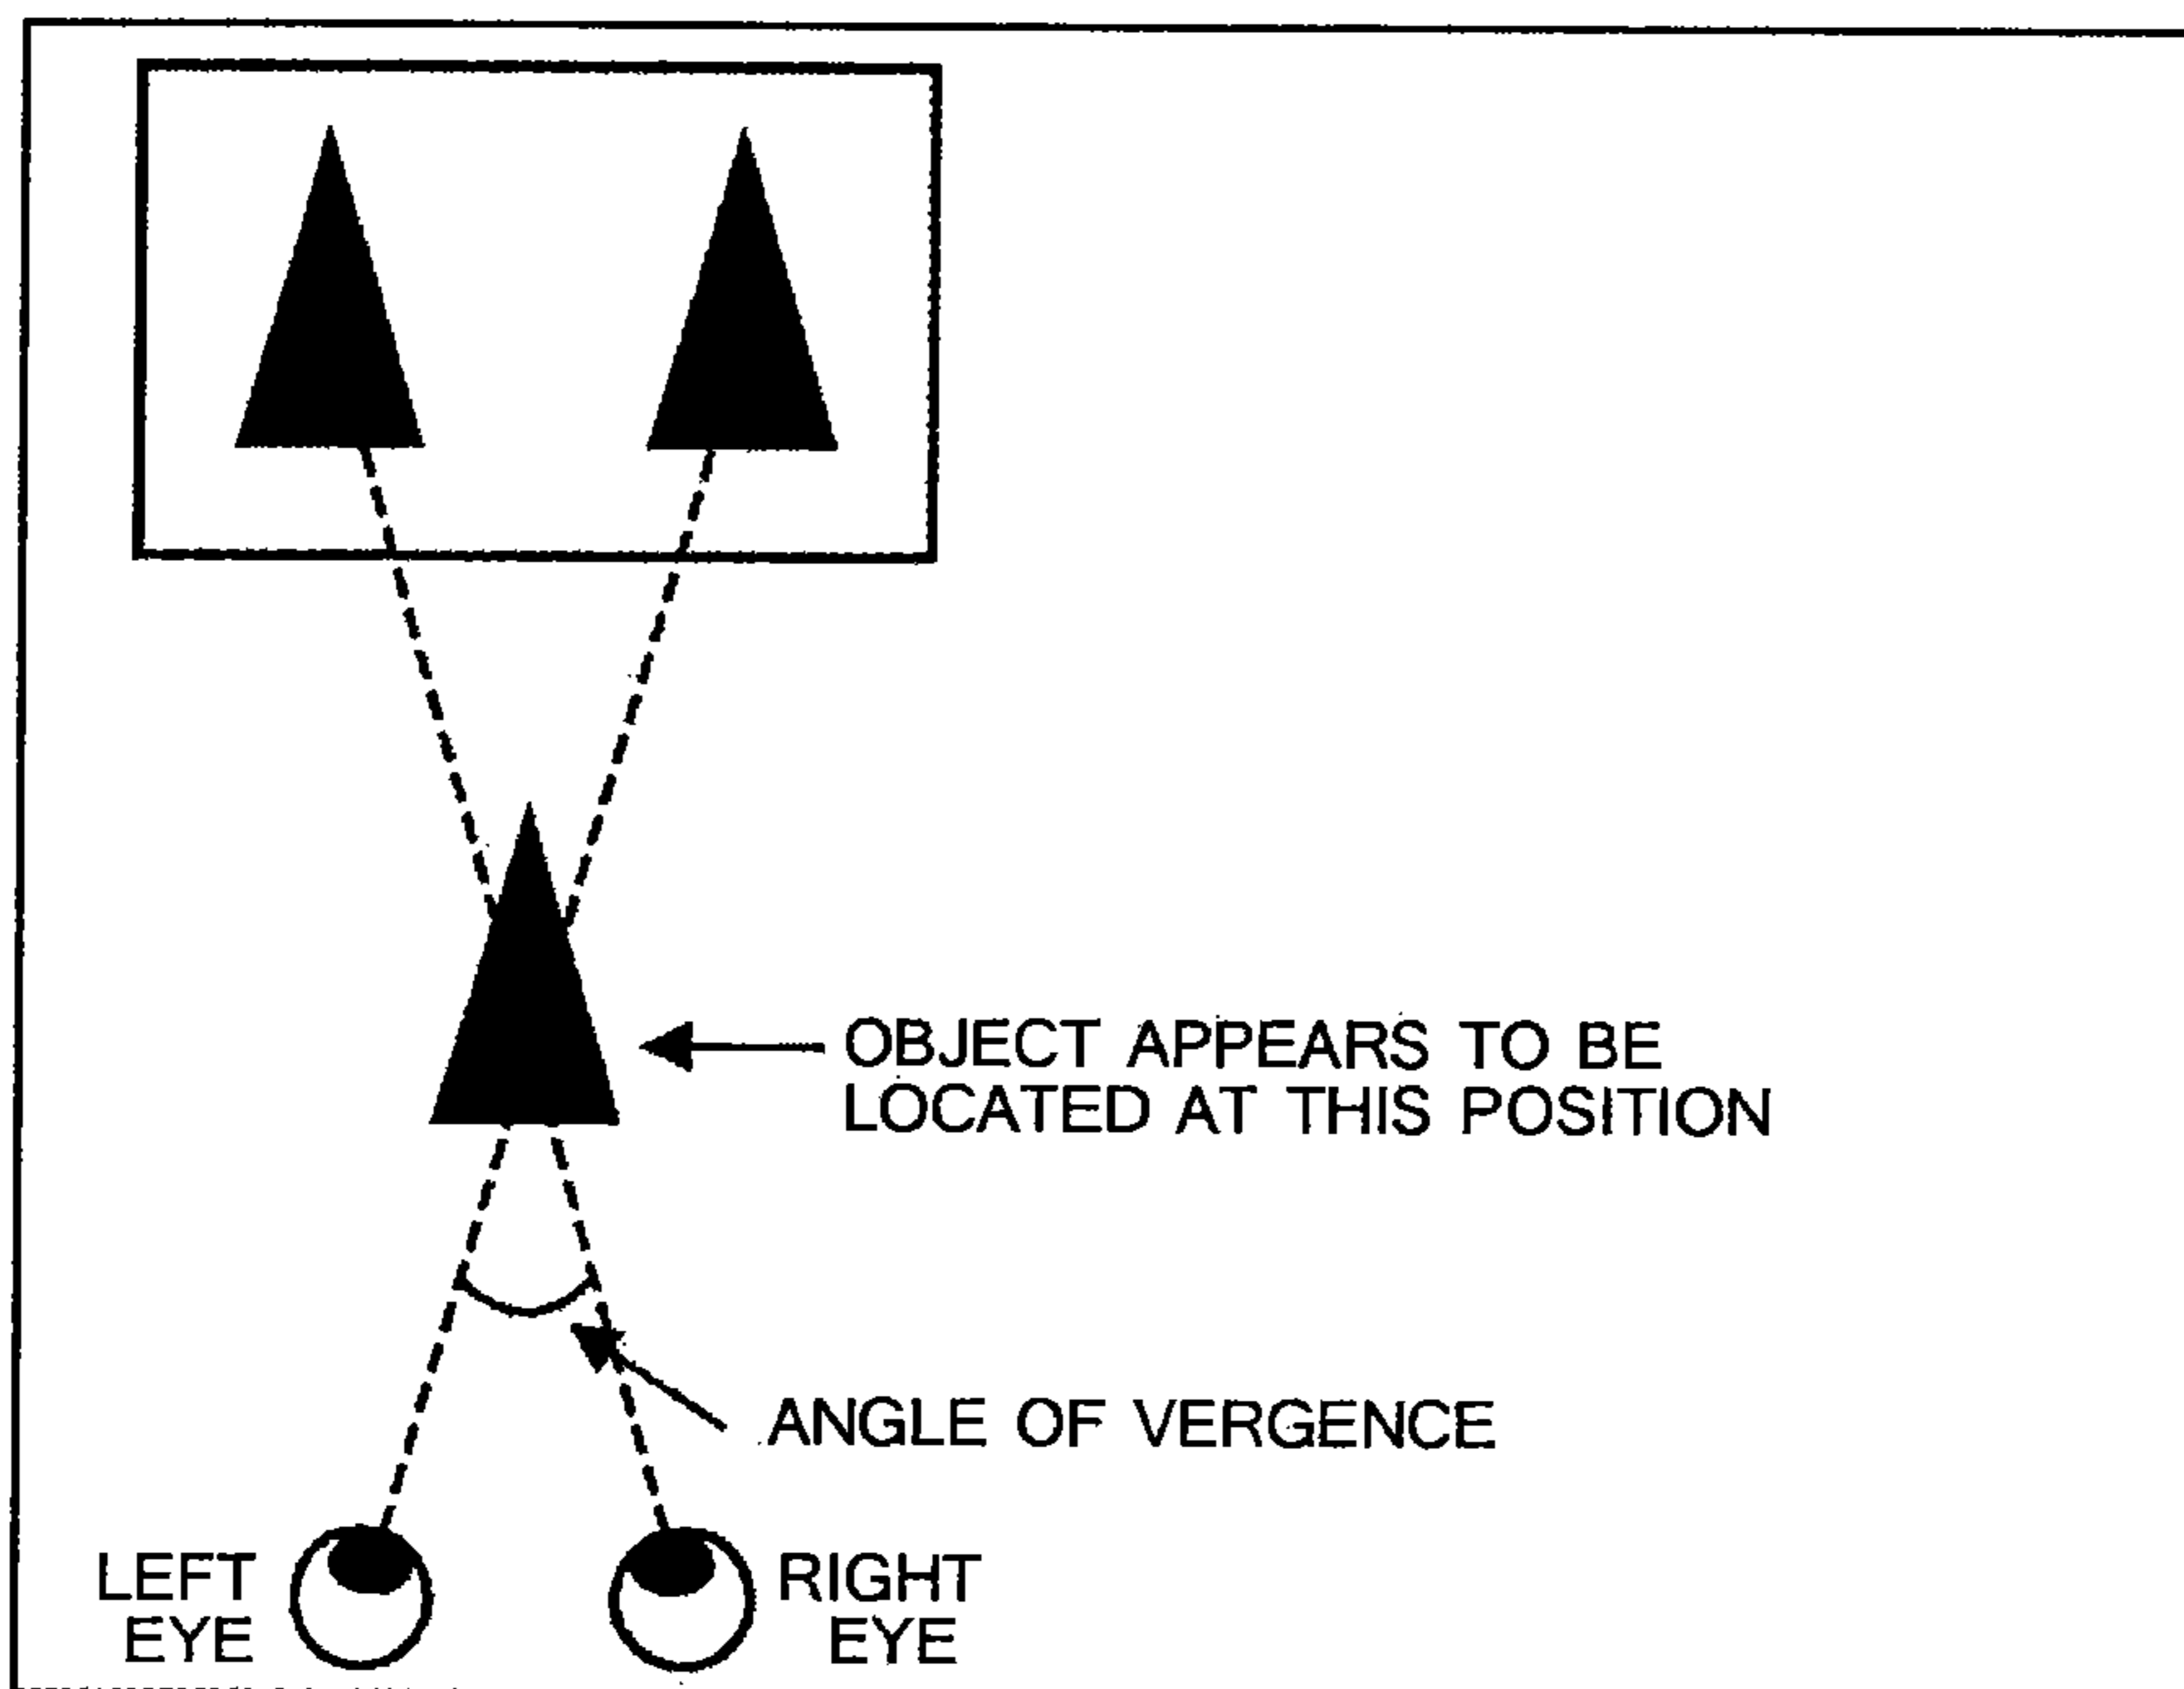 OBJECT APPEARS TO BE
LOCATED AT THIS POSITION
ANGLE OF VERGENCE
LEFT
EYE
RIGHT
EYE